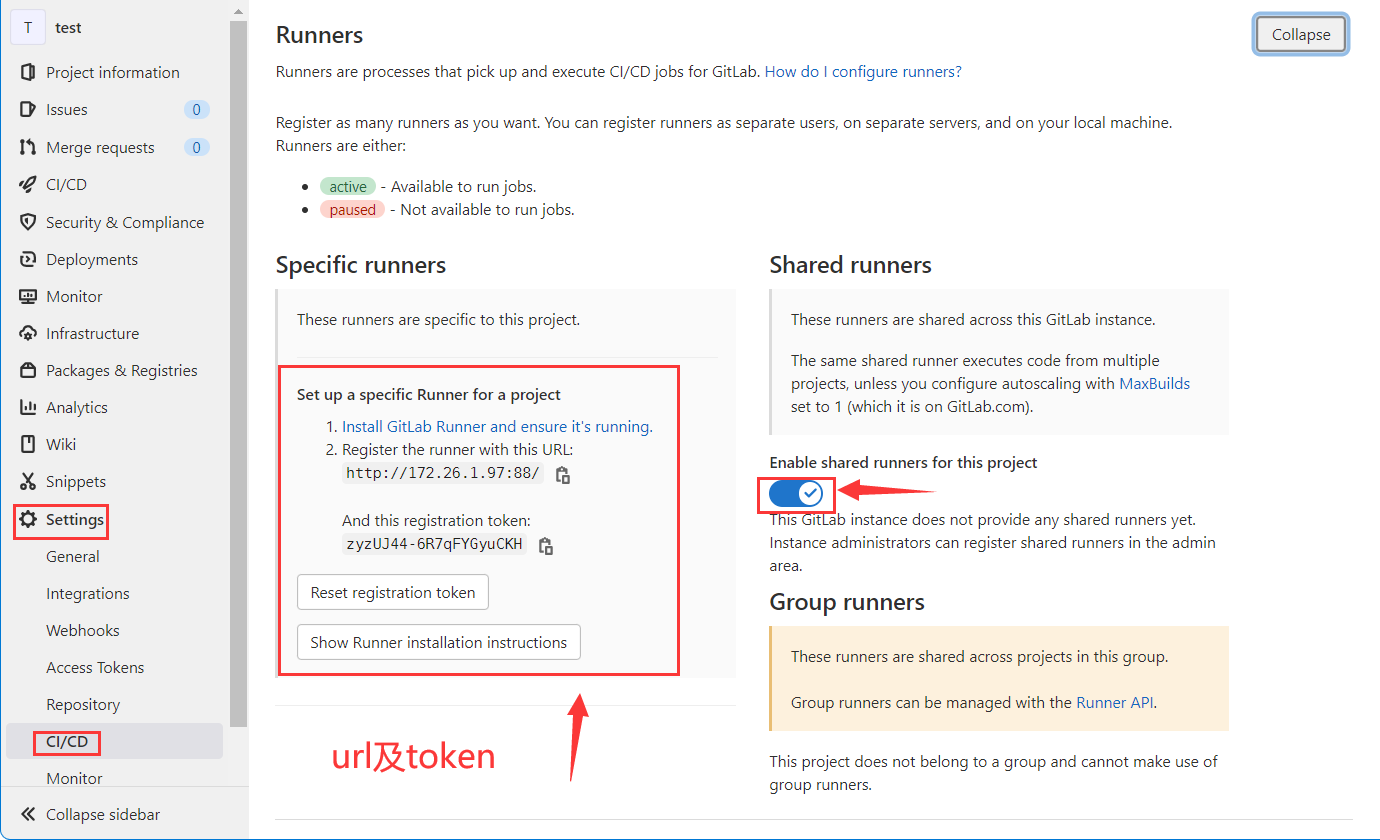 T
test
Project information
Issues 0
Merge requests 0
CI/CD
Security & Compliance
Deployments
Monitor
Infrastructure
Packages & Registries
Analytics
Wiki
Snippets
Settings
General
Integrations
Webhooks
Access Tokens
Repository
CI/CD
Monitor
Collapse sidebar
Runners
Collapse
Runners are processes that pick up and execute CI/CD jobs for GitLab. How do I configure runners?
Register as many runners as you want. You can register runners as separate users, on separate servers, and on your local machine.
Runners are either:
active - Available to run jobs.
paused - Not available to run jobs.
Specific runners
These runners are specific to this project.
Set up a specific Runner for a project
1. Install GitLab Runner and ensure it's running.
2. Register the runner with this URL:
http://172.26.1.97:88/
And this registration token:
zyzUJ44-6R7qFYGyuCKH
Reset registration token
Show Runner installation instructions
url及token
Shared runners
These runners are shared across this GitLab instance.
The same shared runner executes code from multiple
projects, unless you configure autoscaling with MaxBuilds
set to 1 (which it is on GitLab.com).
Enable shared runners for this project
This GitLab instance does not provide any shared runners yet.
Instance administrators can register shared runners in the admin
area.
Group runners
These runners are shared across projects in this group.
Group runners can be managed with the Runner API.
This project does not belong to a group and cannot make use of
group runners.